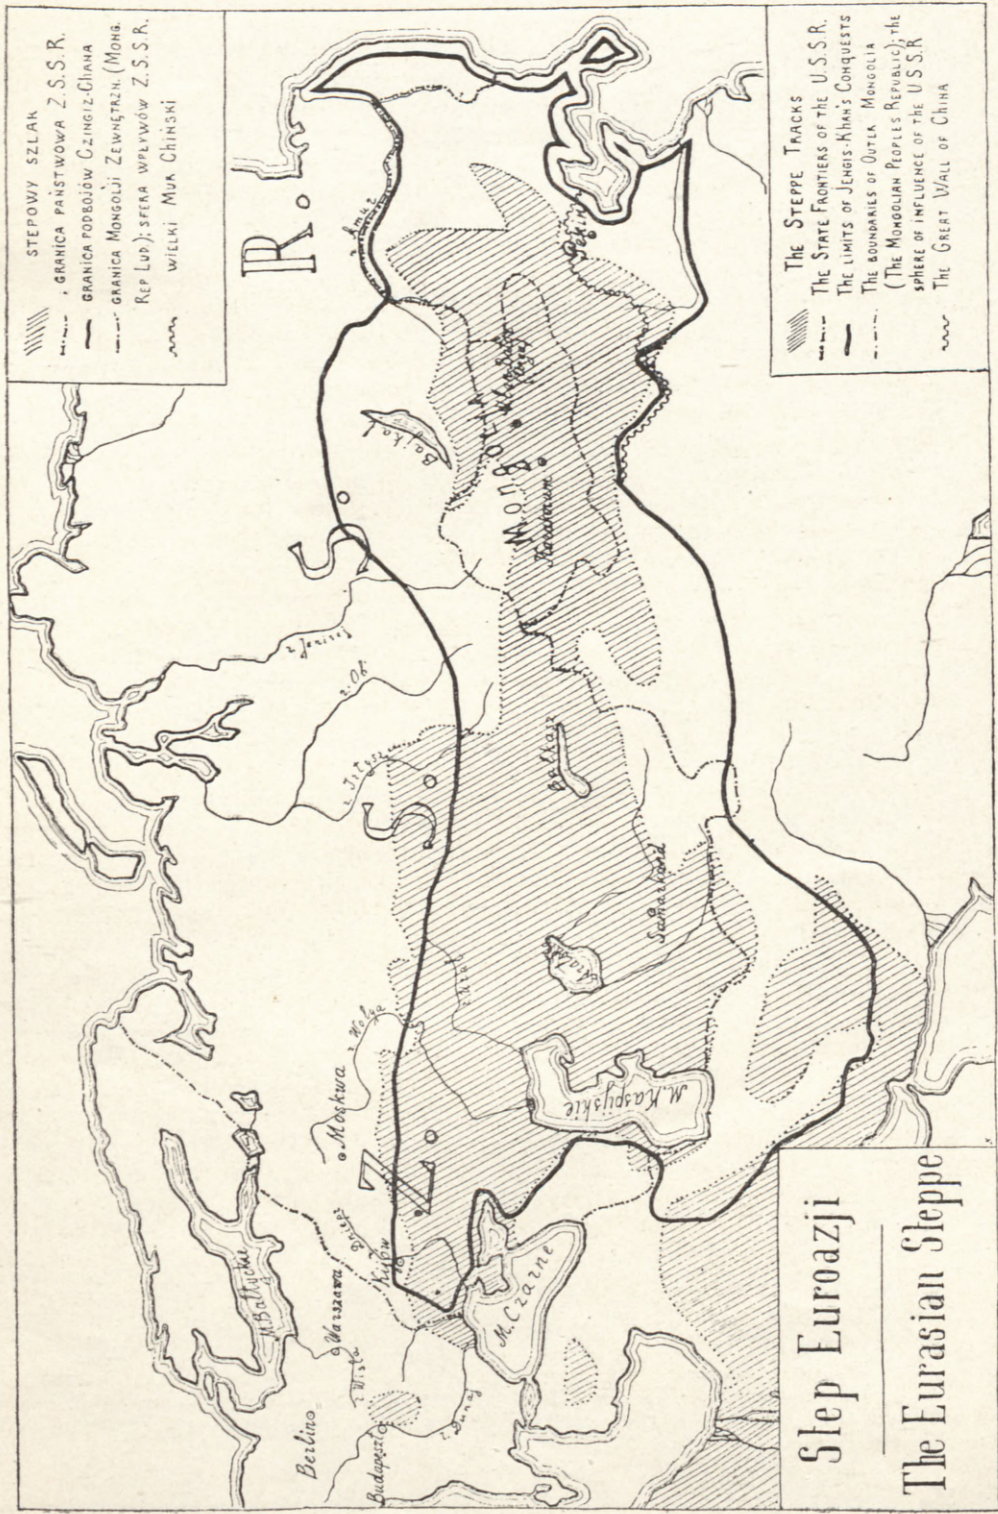 STEPOWY SZLAK
GRANICA PAŃSTWOWA Z.S.S.R.
GRANICA PODBOJÓW CZINGIZ-CHANA
GRANICA MONGOLJI ZEWNĘTRZN. (MONG.
REP LUD.); SFERA WPŁYWÓW Z.S.S.R.
WIELKI MUR CHIŃSKI
THE STEPPE TRACKS
THE STATE FRONTIERS OF THE U.S.S.R.
THE LIMITS OF JENGIS-KHAN'S CONQUESTS
THE BOUNDARIES OF OUTER MONGOLIA
(THE MONGOLIAN PEOPLES REPUBLIC); THE
SPHERE OF INFLUENCE OF THE U S S.R
THE GREAT WALL OF CHINA
Z. S. S. R.
Berlino
Budapeszt
Warszawa
r. Wisła
M. Bałtyckie
r. Dunaj
Kijów
Dniepr
Moskwa
r. Wołga
M. Czarne
M. Kaspyjskie
r. Ural
Aral
Samarkand
r. Irtysz
r. Ob
r. Jenisej
Bałkasz
Bajkał
MONGOLIA
Karakorum
Amur
Pekin
Step Euroazji
The Eurasian Steppe